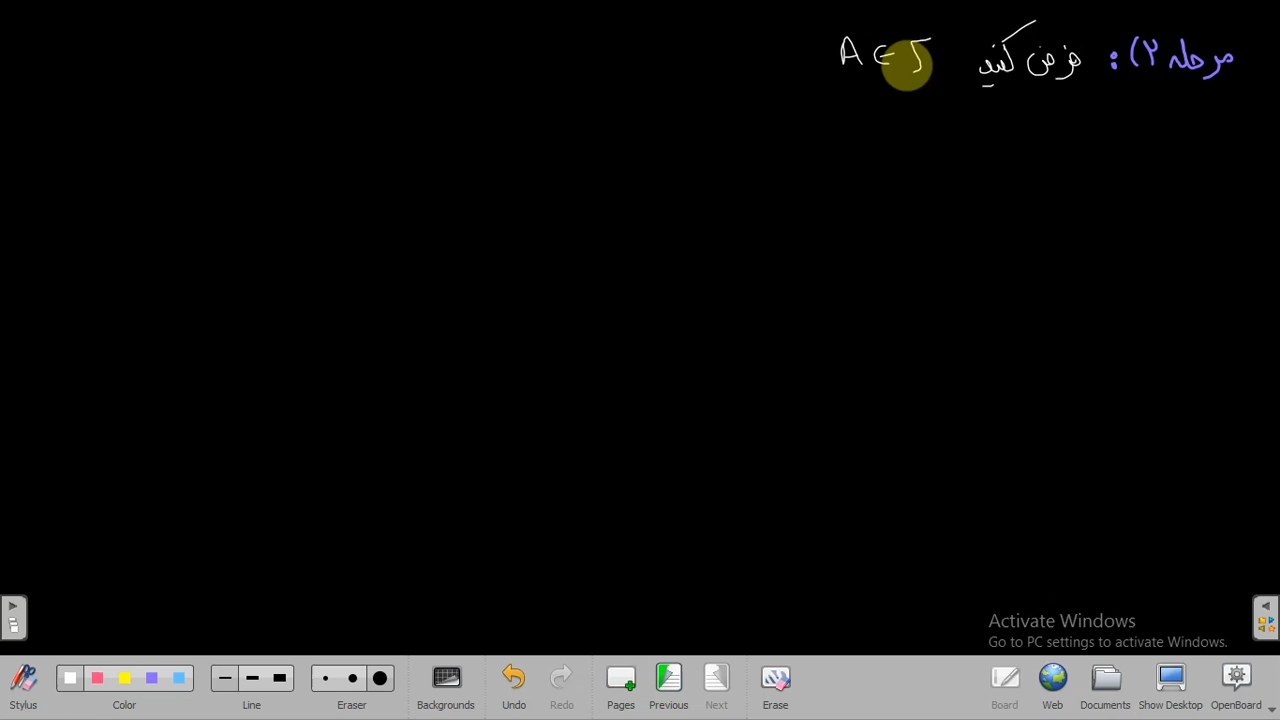 مرحله ۲): فرض کنید A ∈ J
Activate Windows
Go to PC settings to activate Windows.
Stylus Color Line Eraser Backgrounds Undo Redo Pages Previous Next Erase Board Web Documents Show Desktop OpenBoard